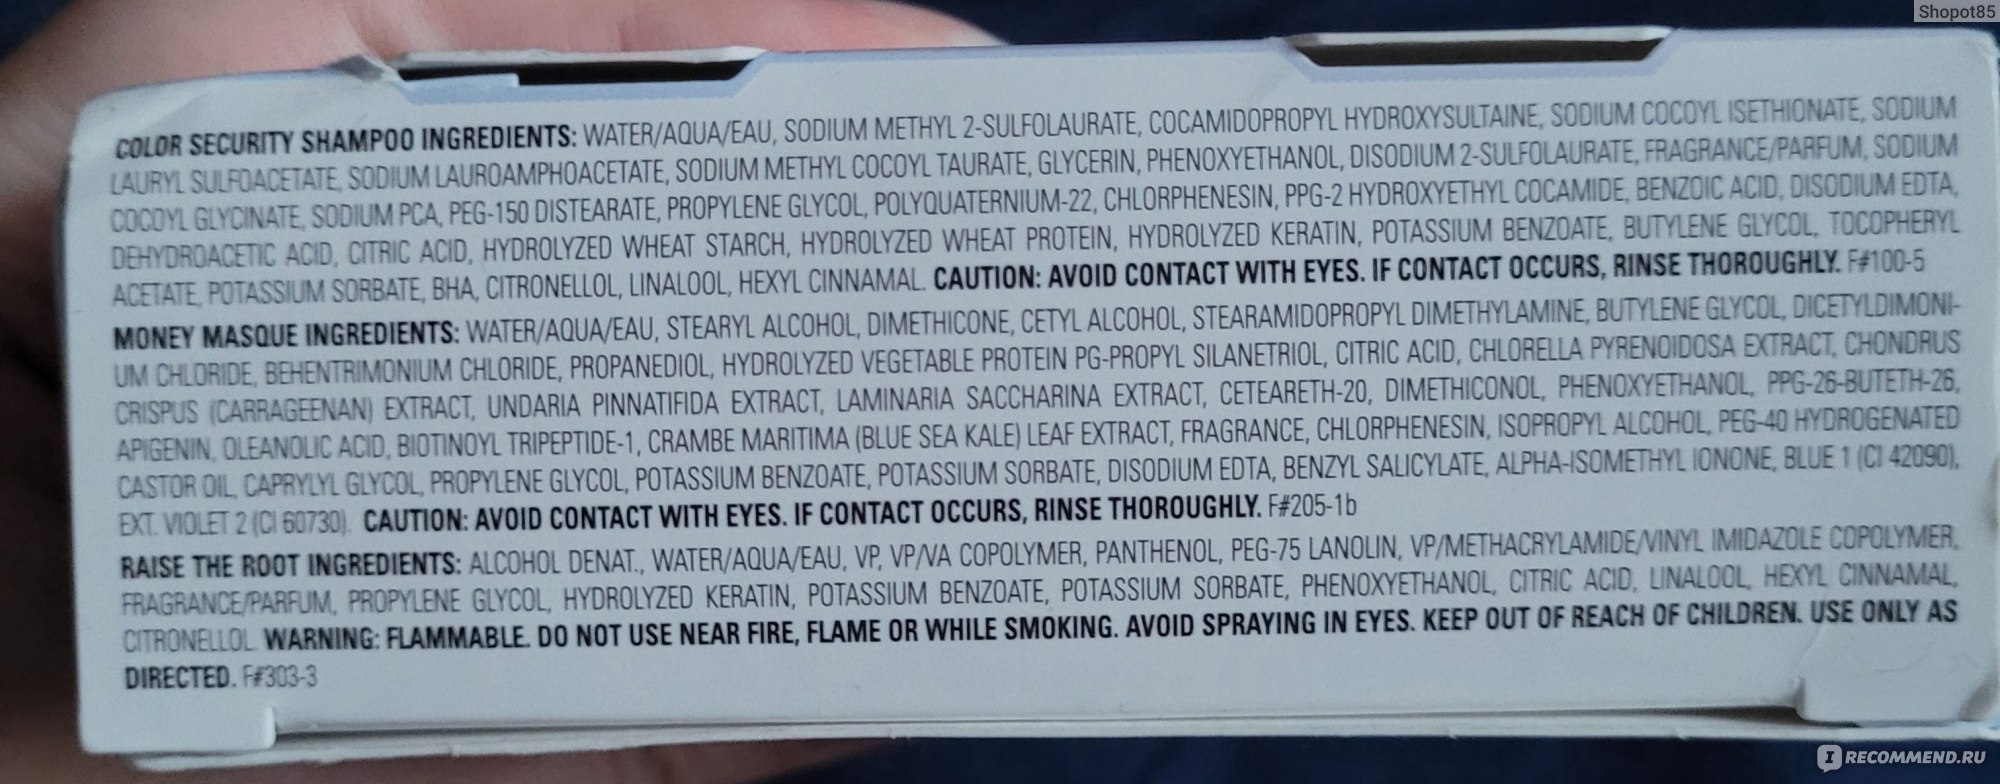 Shopot85
COLOR SECURITY SHAMPOO INGREDIENTS: WATER/AQUA/EAU, SODIUM METHYL 2-SULFOLAURATE, COCAMIDOPROPYL HYDROXYSULTAINE, SODIUM COCOYL ISETHIONATE, SODIUM
LAURYL SULFOACETATE, SODIUM LAUROAMPHOACETATE, SODIUM METHYL COCOYL TAURATE, GLYCERIN, PHENOXYETHANOL, DISODIUM 2-SULFOLAURATE, FRAGRANCE/PARFUM, SODIUM
COCOYL GLYCINATE, SODIUM PCA, PEG-150 DISTEARATE, PROPYLENE GLYCOL, POLYQUATERNIUM-22, CHLORPHENESIN, PPG-2 HYDROXYETHYL COCAMIDE, BENZOIC ACID, DISODIUM EDTA,
DEHYDROACETIC ACID, CITRIC ACID, HYDROLYZED WHEAT STARCH, HYDROLYZED WHEAT PROTEIN, HYDROLYZED KERATIN, POTASSIUM BENZOATE, BUTYLENE GLYCOL, TOCOPHERYL
ACETATE, POTASSIUM SORBATE, BHA, CITRONELLOL, LINALOOL, HEXYL CINNAMAL. CAUTION: AVOID CONTACT WITH EYES. IF CONTACT OCCURS, RINSE THOROUGHLY. F#100-5
MONEY MASQUE INGREDIENTS: WATER/AQUA/EAU, STEARYL ALCOHOL, DIMETHICONE, CETYL ALCOHOL, STEARAMIDOPROPYL DIMETHYLAMINE, BUTYLENE GLYCOL, DICETYLDIMONI-
UM CHLORIDE, BEHENTRIMONIUM CHLORIDE, PROPANEDIOL, HYDROLYZED VEGETABLE PROTEIN PG-PROPYL SILANETRIOL, CITRIC ACID, CHLORELLA PYRENOIDOSA EXTRACT, CHONDRUS
CRISPUS (CARRAGEENAN) EXTRACT, UNDARIA PINNATIFIDA EXTRACT, LAMINARIA SACCHARINA EXTRACT, CETEARETH-20, DIMETHICONOL, PHENOXYETHANOL, PPG-26-BUTETH-26,
APIGENIN, OLEANOLIC ACID, BIOTINOYL TRIPEPTIDE-1, CRAMBE MARITIMA (BLUE SEA KALE) LEAF EXTRACT, FRAGRANCE, CHLORPHENESIN, ISOPROPYL ALCOHOL, PEG-40 HYDROGENATED
CASTOR OIL, CAPRYLYL GLYCOL, PROPYLENE GLYCOL, POTASSIUM BENZOATE, POTASSIUM SORBATE, DISODIUM EDTA, BENZYL SALICYLATE, ALPHA-ISOMETHYL IONONE, BLUE 1 (CI 42090),
EXT. VIOLET 2 (CI 60730). CAUTION: AVOID CONTACT WITH EYES. IF CONTACT OCCURS, RINSE THOROUGHLY. F#205-1b
RAISE THE ROOT INGREDIENTS: ALCOHOL DENAT., WATER/AQUA/EAU, VP, VP/VA COPOLYMER, PANTHENOL, PEG-75 LANOLIN, VP/METHACRYLAMIDE/VINYL IMIDAZOLE COPOLYMER,
FRAGRANCE/PARFUM, PROPYLENE GLYCOL, HYDROLYZED KERATIN, POTASSIUM BENZOATE, POTASSIUM SORBATE, PHENOXYETHANOL, CITRIC ACID, LINALOOL, HEXYL CINNAMAL,
CITRONELLOL. WARNING: FLAMMABLE. DO NOT USE NEAR FIRE, FLAME OR WHILE SMOKING. AVOID SPRAYING IN EYES. KEEP OUT OF REACH OF CHILDREN. USE ONLY AS
DIRECTED. F#303-3
IRECOMMEND.RU